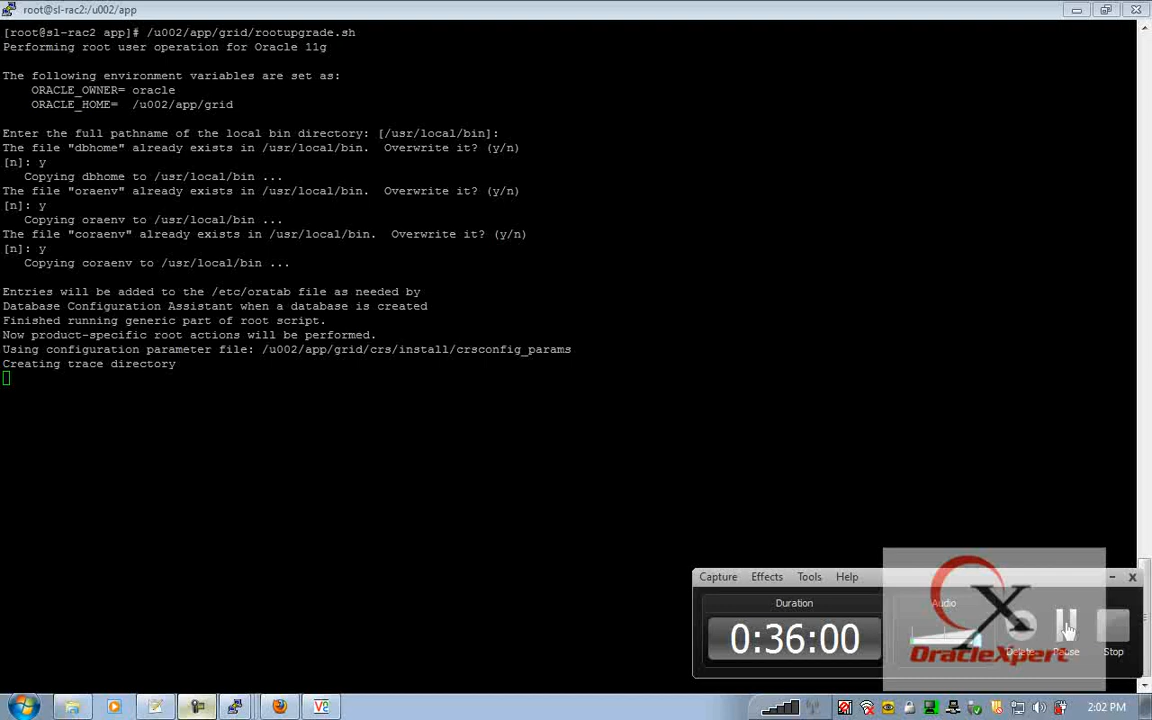 root@sl-rac2:/u002/app
[root@sl-rac2 app]# /u002/app/grid/rootupgrade.sh
Performing root user operation for Oracle 11g
The following environment variables are set as:
ORACLE_OWNER= oracle
ORACLE_HOME=  /u002/app/grid
Enter the full pathname of the local bin directory: [/usr/local/bin]:
The file "dbhome" already exists in /usr/local/bin.  Overwrite it? (y/n)
[n]: y
Copying dbhome to /usr/local/bin ...
The file "oraenv" already exists in /usr/local/bin.  Overwrite it? (y/n)
[n]: y
Copying oraenv to /usr/local/bin ...
The file "coraenv" already exists in /usr/local/bin.  Overwrite it? (y/n)
[n]: y
Copying coraenv to /usr/local/bin ...
Entries will be added to the /etc/oratab file as needed by
Database Configuration Assistant when a database is created
Finished running generic part of root script.
Now product-specific root actions will be performed.
Using configuration parameter file: /u002/app/grid/crs/install/crsconfig_params
Creating trace directory
Capture Effects Tools Help
Duration Audio
0:36:00
Delete Pause Stop
X
OracleXpert
V2
2:02 PM